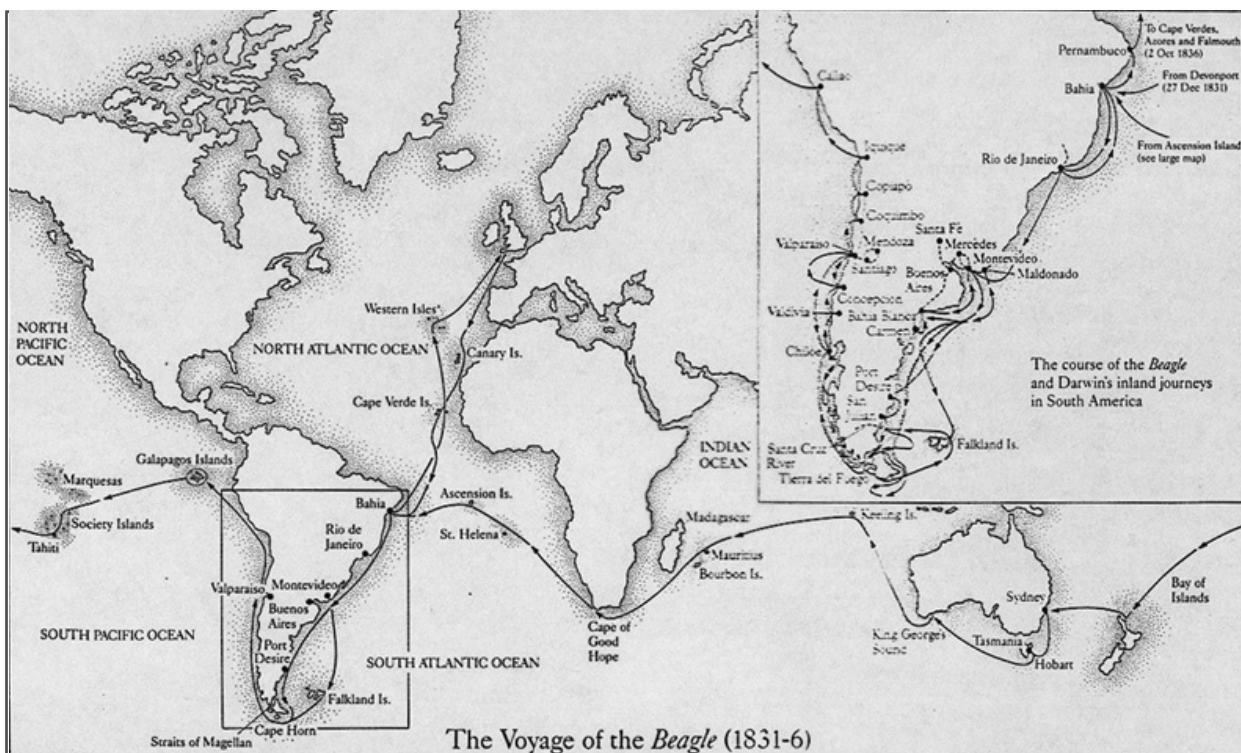 NORTH
PACIFIC
OCEAN
Western Isles
NORTH ATLANTIC OCEAN
Canary Is.
Cape Verde Is.
INDIAN
OCEAN
Galapagos Islands
Marquesas
Society Islands
Tahiti
Bahia
Ascension Is.
Rio de
Janeiro
St. Helena
Madagascar
Mauritius
Bourbon Is.
Keeling Is.
Valparaiso
Montevideo
Buenos
Aires
SOUTH PACIFIC OCEAN
Port
Desire
SOUTH ATLANTIC OCEAN
Falkland Is.
Cape Horn
Straits of Magellan
Cape of
Good
Hope
Sydney
Bay of
Islands
King George's
Sound
Tasmania
Hobart
The Voyage of the Beagle (1831-6)
To Cape Verdes,
Azores and Falmouth
(2 Oct 1836)
Pernambuco
Callao
Bahia
From Devonport
(27 Dec 1831)
From Ascension Island
(see large map)
Rio de Janeiro
Iquique
Copiapo
Coquimbo
Santa Fé
Valparaiso
Mendoza
Mercedes
Montevideo
Santiago
Buenos
Aires
Maldonado
Concepcion
Valdivia
Bahia Blanca
Carmen
Chiloe
Port
Desire
San
Julian
Santa Cruz
River
Falkland Is.
Tierra del Fuego
The course of the Beagle
and Darwin's inland journeys
in South America